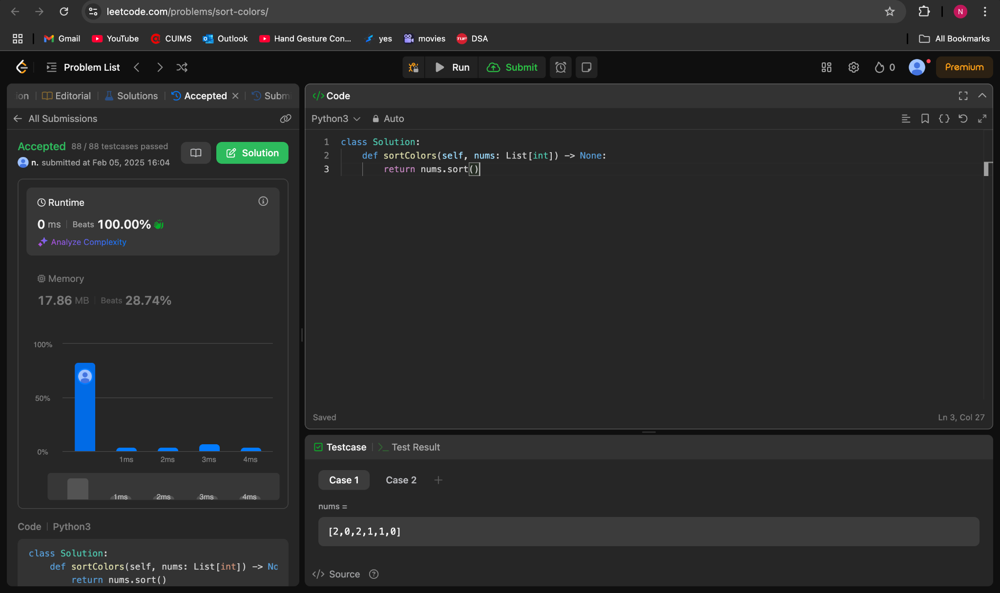 leetcode.com/problems/sort-colors/
N
Gmail
YouTube
CUIMS
Outlook
Hand Gesture Con...
yes
movies
TUF
DSA
All Bookmarks
Problem List
Run
Submit
0
Premium
ion
Editorial
Solutions
Accepted
Submi
All Submissions
Accepted 88 / 88 testcases passed
n. submitted at Feb 05, 2025 16:04
Solution
Runtime
0 ms Beats 100.00%
Analyze Complexity
Memory
17.86 MB Beats 28.74%
100%
50%
0%
1ms 2ms 3ms 4ms
1ms 2ms 3ms 4ms
Code | Python3
class Solution:
def sortColors(self, nums: List[int]) -> No
return nums.sort()
</> Code
Python3
Auto
1 class Solution:
2 def sortColors(self, nums: List[int]) -> None:
3 return nums.sort()
Saved
Ln 3, Col 27
Testcase
>_ Test Result
Case 1
Case 2
+
nums =
[2,0,2,1,1,0]
</> Source ?